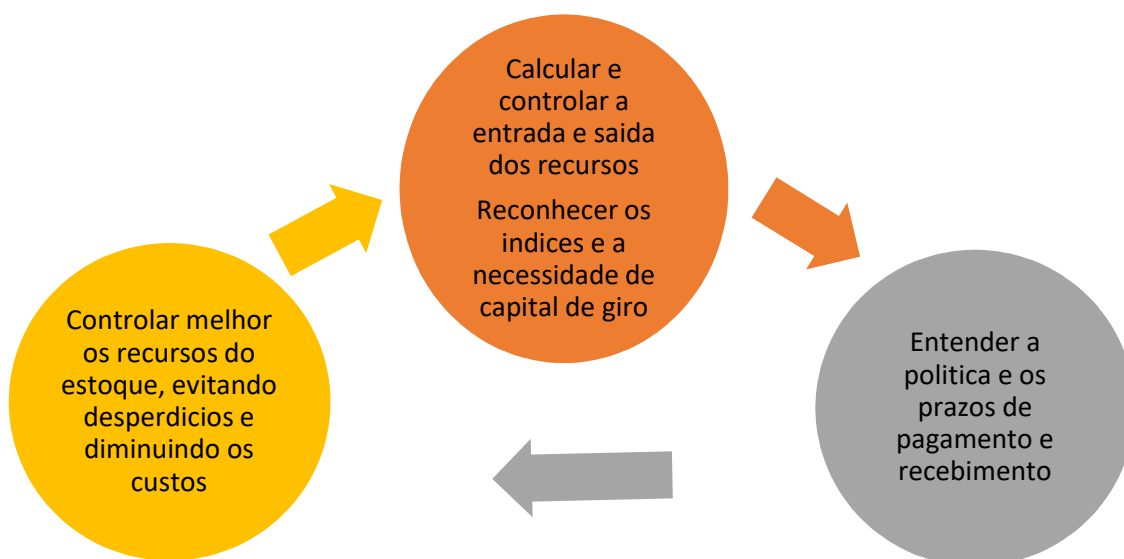 Calcular e
controlar a
entrada e saida
dos recursos
Reconhecer os
indices e a
necessidade de
capital de giro
Entender a
politica e os
prazos de
pagamento e
recebimento
Controlar melhor
os recursos do
estoque, evitando
desperdicios e
diminuindo os
custos